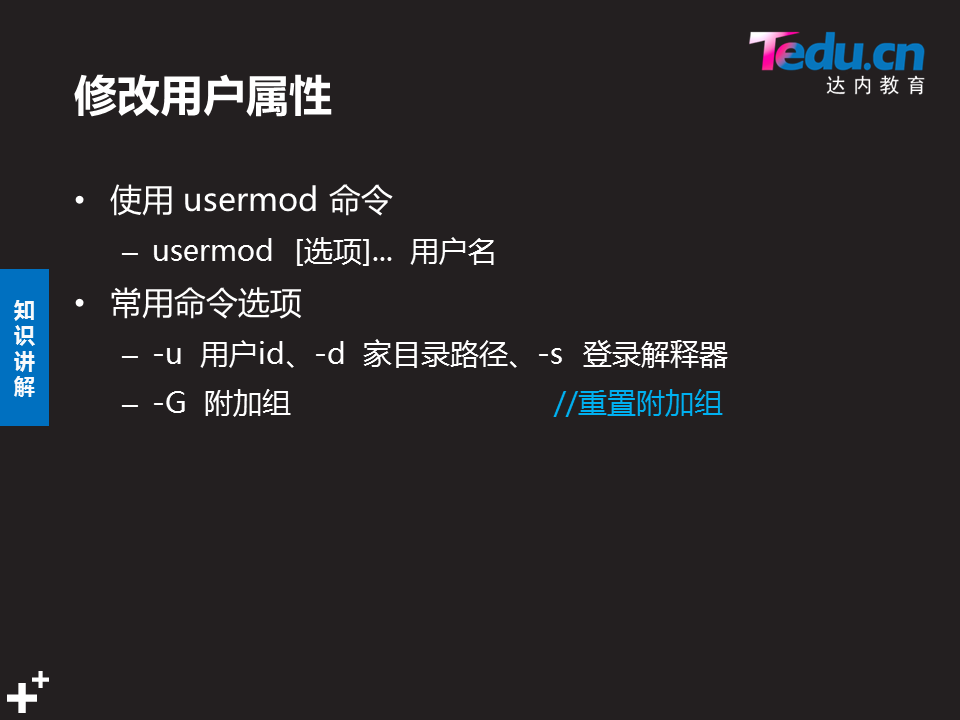 Tedu.cn
达内教育
修改用户属性
• 使用 usermod 命令
– usermod [选项]... 用户名
• 常用命令选项
– -u 用户id、-d 家目录路径、-s 登录解释器
– -G 附加组 //重置附加组
知识讲解